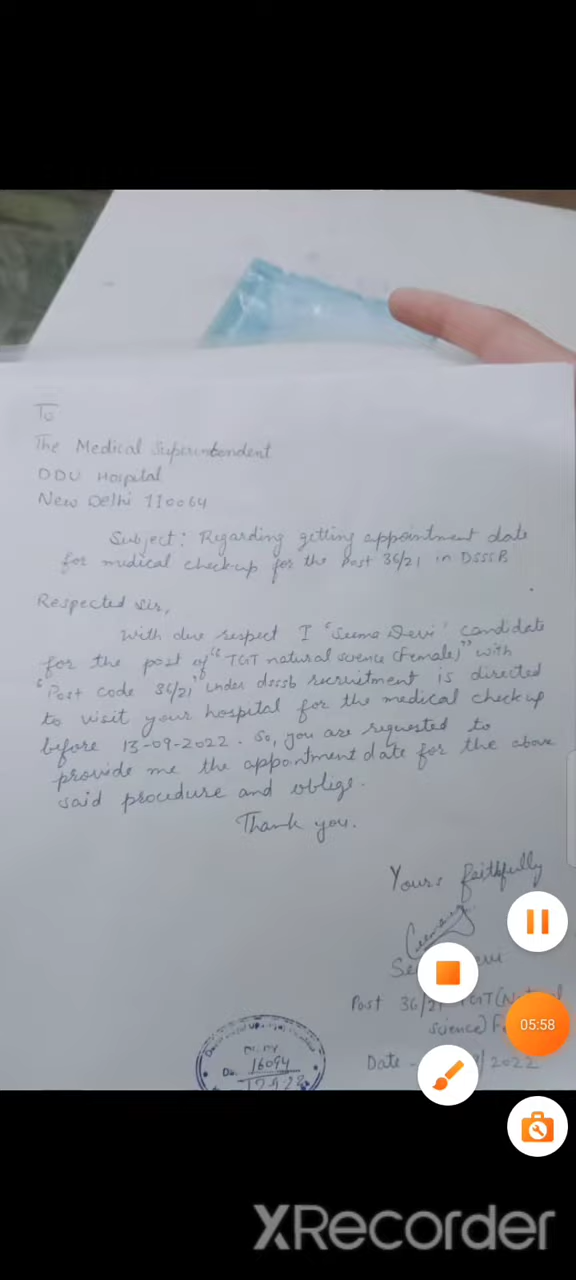 To
The Medical Superintendent
DDU Hospital
New Delhi 110064
Subject: Regarding getting appointment date
for medical checkup for the Post 36/21 in DSSSB
Respected Sir,
With due respect I "Seema Devi" candidate
for the post of "TGT natural science (Female)" with
"Post code 36/21" under dsssb recruitment is directed
to visit your hospital for the medical checkup
before 13-09-2022. So, you are requested to
provide me the appointment date for the above
said procedure and oblige.
Thank you.
Yours faithfully
Post 36/21 TGT (Natural
science)
Date - /2022
16094
05:58
XRecorder